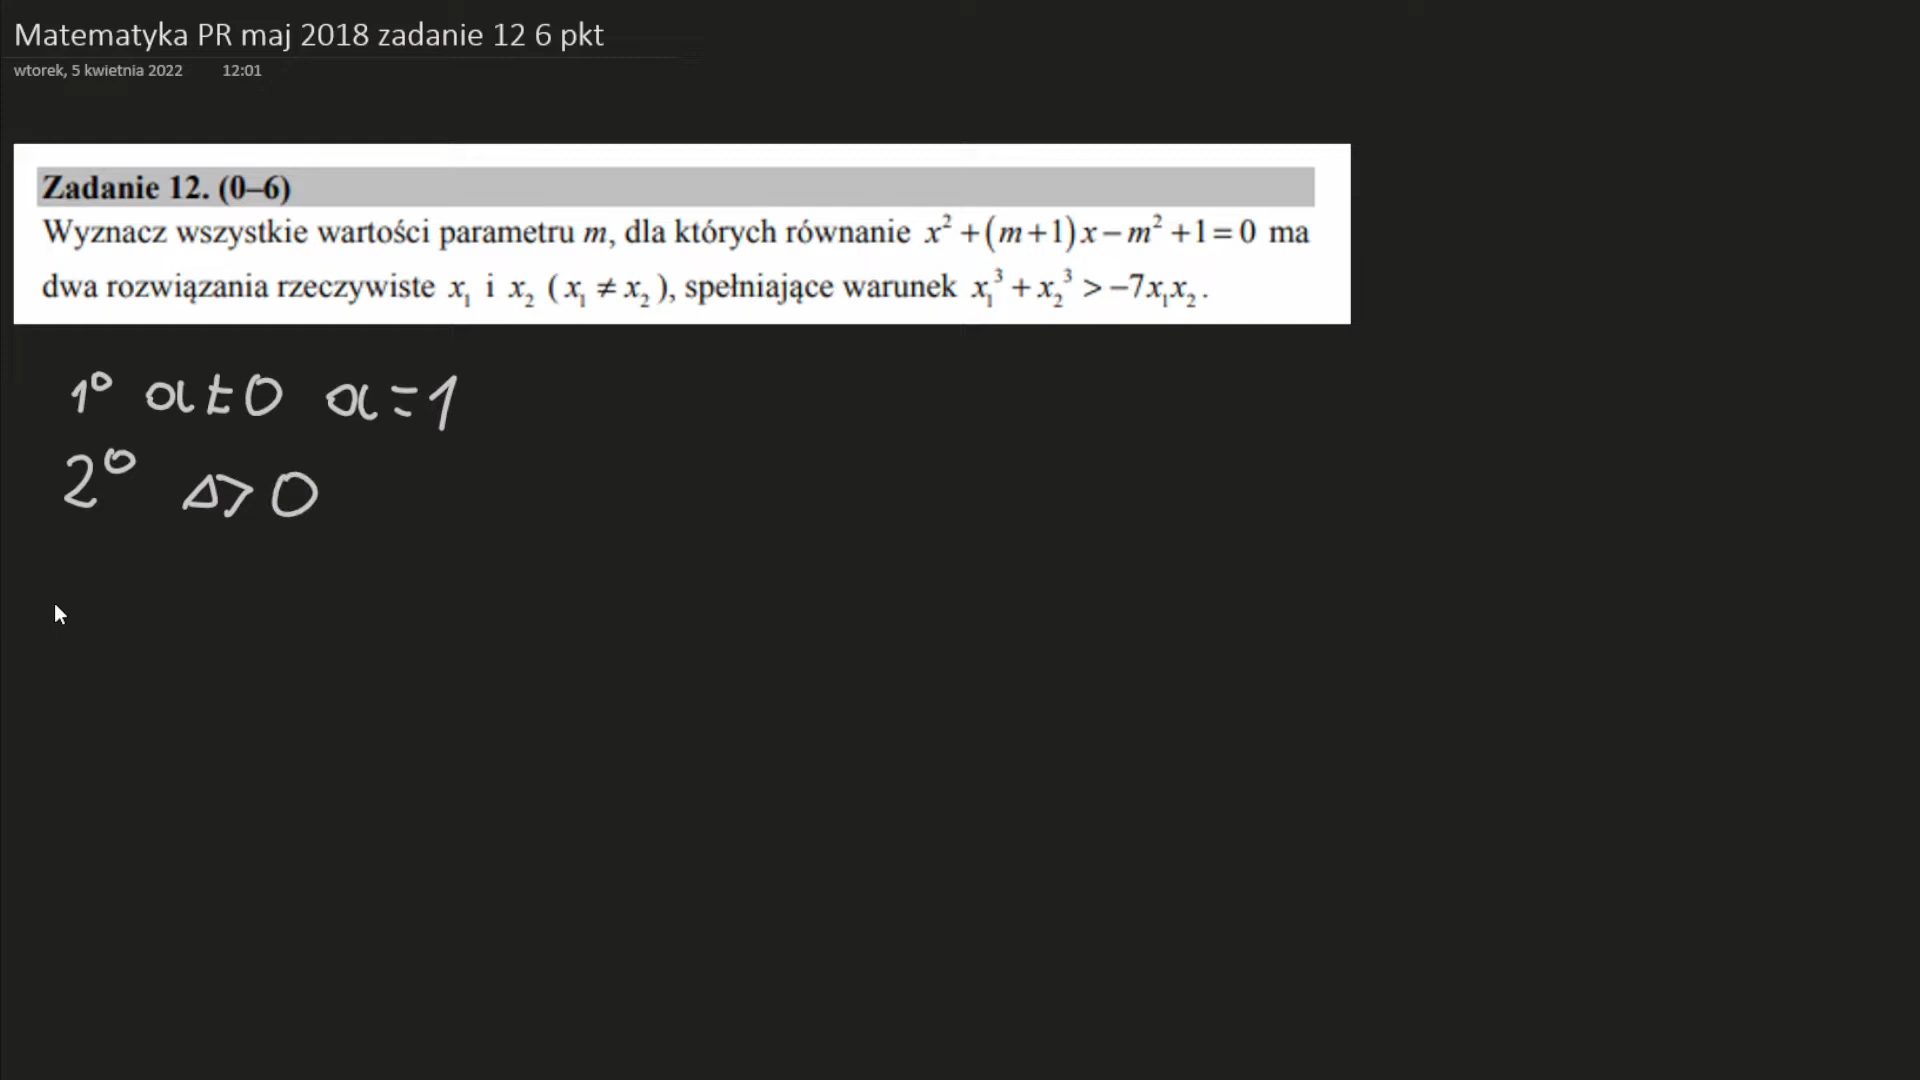 Matematyka PR maj 2018 zadanie 12 6 pkt
wtorek, 5 kwietnia 2022 12:01
Zadanie 12. (0–6)
Wyznacz wszystkie wartości parametru m, dla których równanie x² + (m+1)x − m² + 1 = 0 ma
dwa rozwiązania rzeczywiste x₁ i x₂ (x₁ ≠ x₂), spełniające warunek x₁³ + x₂³ > −7x₁x₂.
1° a ≠ 0 a = 1
2° Δ > 0